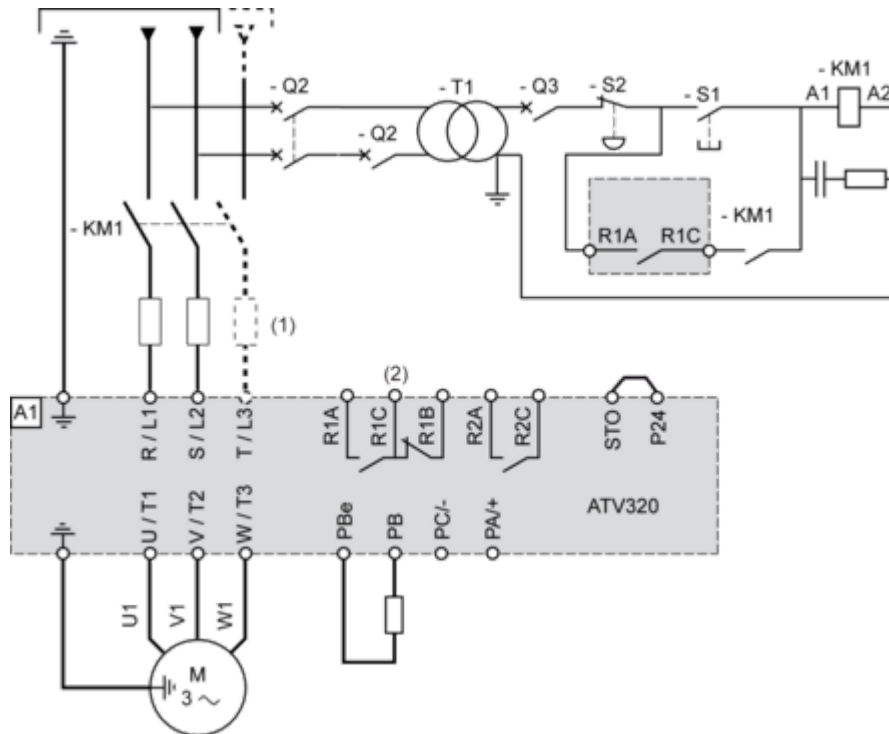 - Q2
- T1
- Q3
- S2
- S1
- KM1
A1
A2
- Q2
- KM1
R1A
R1C
- KM1
(1)
(2)
A1
R / L1
S / L2
T / L3
R1A
R1C
R1B
R2A
R2C
STO
P24
ATV320
U / T1
V / T2
W / T3
PBe
PB
PC/-
PA/+
U1
V1
W1
M
3 ~